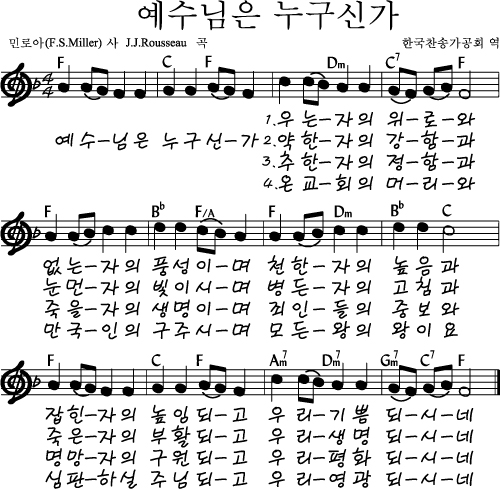 예수님은 누구신가
민로아(F.S.Miller) 사 J.J.Rousseau 곡 한국찬송가공회 역
F C F Dm C7 F
1.우 는-자의 위-로-와
예 수-님은 누구 신-가 2.약 한-자의 강-함-과
3.추 한-자의 정-함-과
4.온 교-회의 머-리-와
F Bb F/A F Dm Bb C
없 는-자의 풍성이-며 천 한-자의 높 음 과
눈 먼-자의 빛이시-며 병 든-자의 고 침 과
죽 을-자의 생명이-며 죄 인-들의 중 보 와
만 국-인의 구주시-며 모 든-왕의 왕 이 요
F C F Am7 Dm7 Gm7 C7 F
잡 힌-자의 놓임되-고 우 리-기쁨 되-시-네
죽 은-자의 부활되-고 우 리-생명 되-시-네
명 망-자의 구원되-고 우 리-평화 되-시-네
심 판-하실 주님되-고 우 리-영광 되-시-네